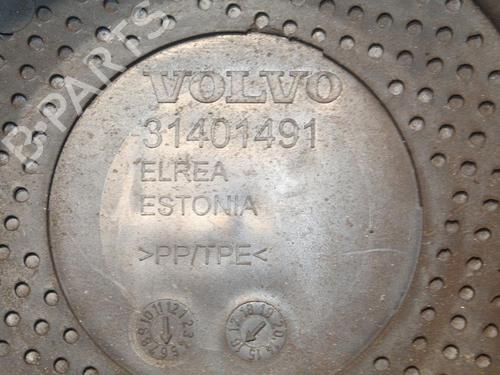 B-PARTS
VOLVO
31401491
ELREA
ESTONIA
>PP/TPE<